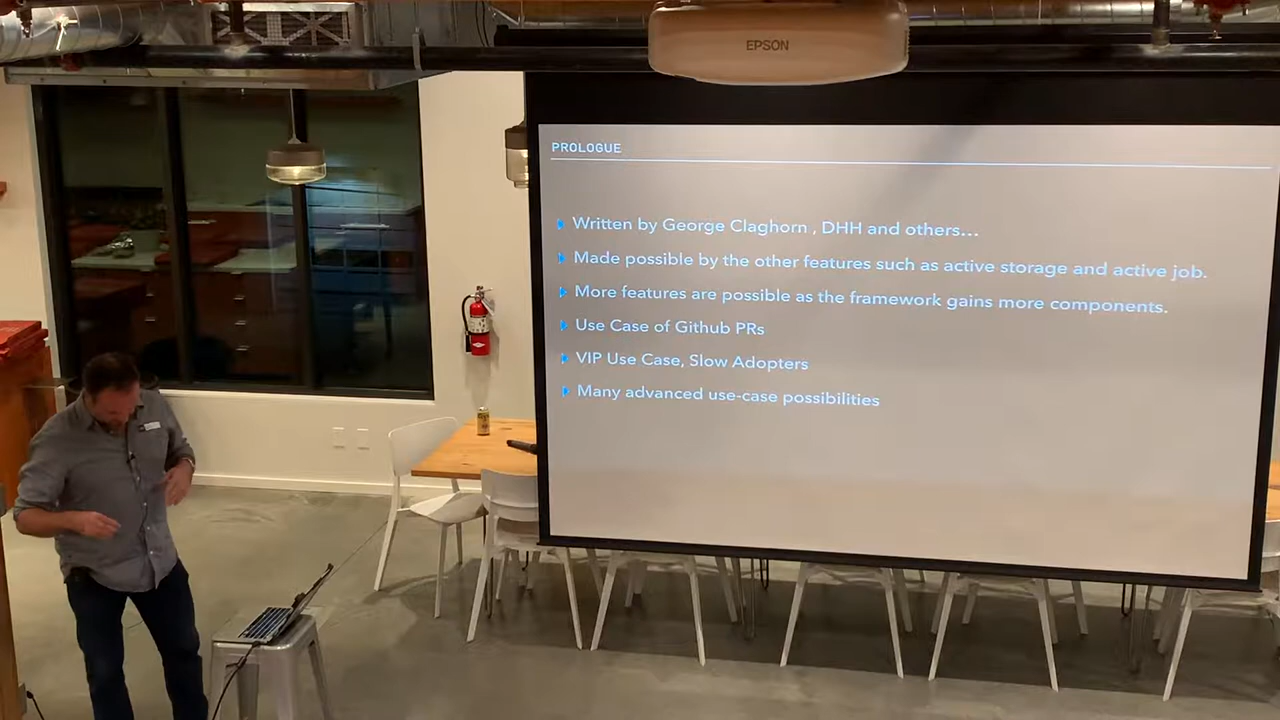 EPSON
PROLOGUE
Written by George Claghorn , DHH and others...
Made possible by the other features such as active storage and active job.
More features are possible as the framework gains more components.
Use Case of Github PRs
VIP Use Case, Slow Adopters
Many advanced use-case possibilities